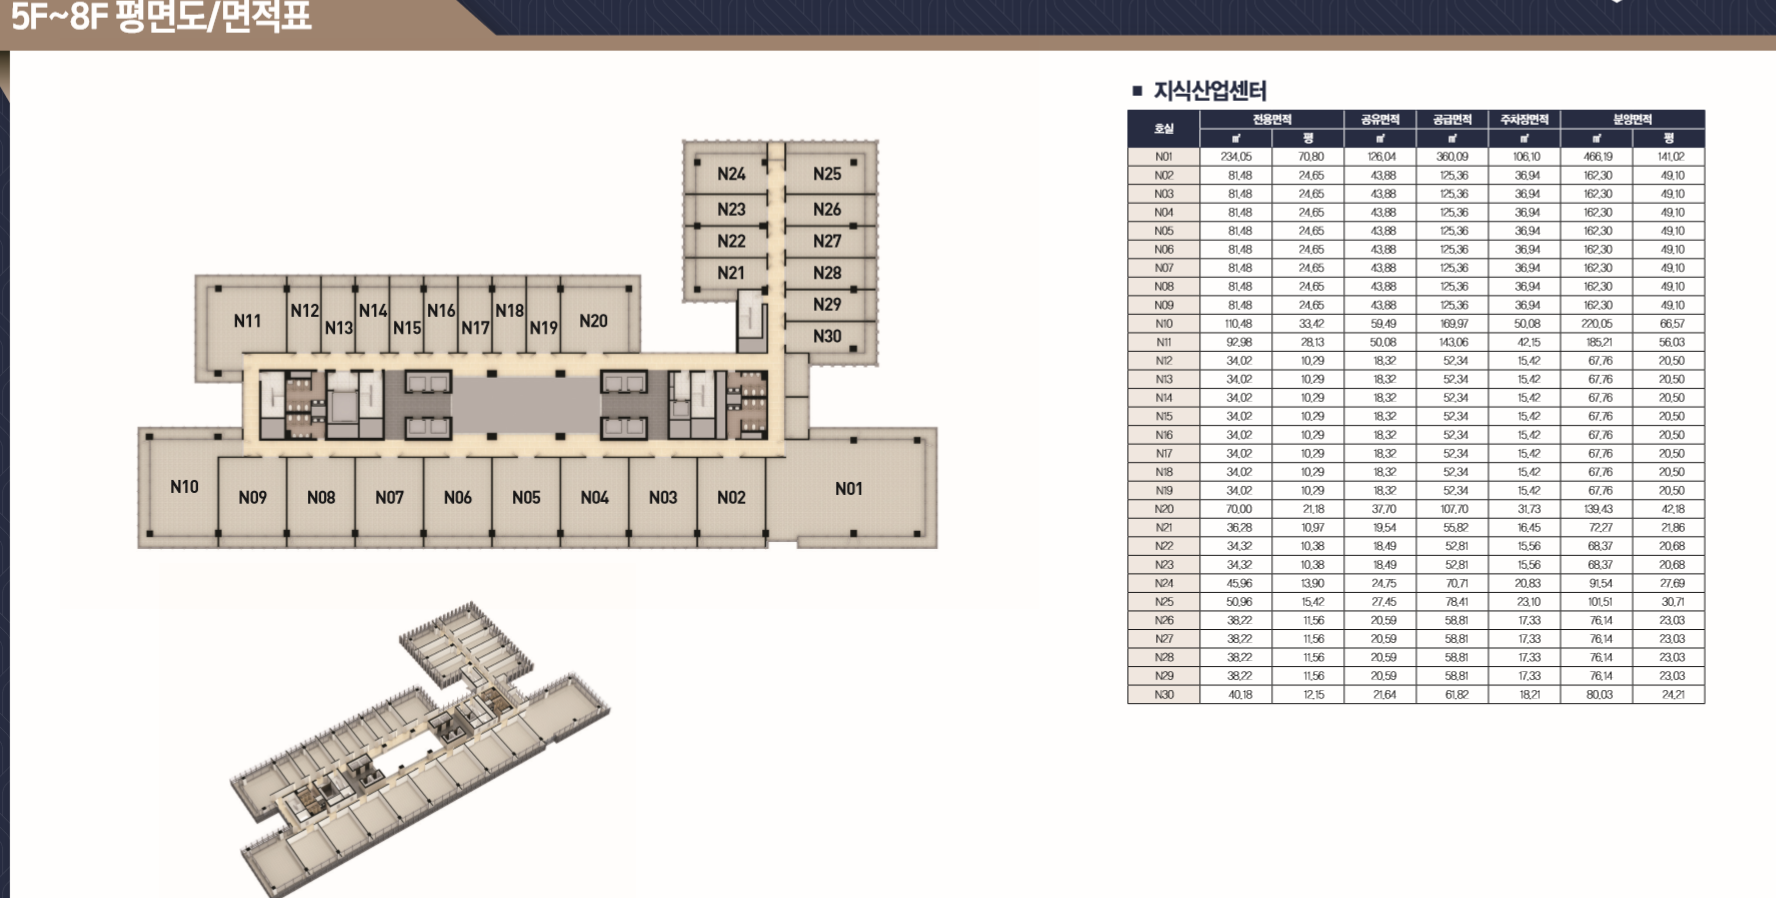 5F~8F 평면도/면적표
N24 N25
N23 N26
N22 N27
N21 N28
N29
N30
N11 N12 N13 N14 N15 N16 N17 N18 N19 N20
N10 N09 N08 N07 N06 N05 N04 N03 N02 N01
■ 지식산업센터
호실 전용면적 공유면적 공급면적 주차장면적 분양면적
㎡ 평 ㎡ ㎡ ㎡ ㎡ 평
N01 234.05 70.80 126.04 360.09 106.10 466.19 141.02
N02 81.48 24.65 43.88 125.36 36.94 162.30 49.10
N03 81.48 24.65 43.88 125.36 36.94 162.30 49.10
N04 81.48 24.65 43.88 125.36 36.94 162.30 49.10
N05 81.48 24.65 43.88 125.36 36.94 162.30 49.10
N06 81.48 24.65 43.88 125.36 36.94 162.30 49.10
N07 81.48 24.65 43.88 125.36 36.94 162.30 49.10
N08 81.48 24.65 43.88 125.36 36.94 162.30 49.10
N09 81.48 24.65 43.88 125.36 36.94 162.30 49.10
N10 110.48 33.42 59.49 169.97 50.08 220.05 66.57
N11 92.98 28.13 50.08 143.06 42.15 185.21 56.03
N12 34.02 10.29 18.32 52.34 15.42 67.76 20.50
N13 34.02 10.29 18.32 52.34 15.42 67.76 20.50
N14 34.02 10.29 18.32 52.34 15.42 67.76 20.50
N15 34.02 10.29 18.32 52.34 15.42 67.76 20.50
N16 34.02 10.29 18.32 52.34 15.42 67.76 20.50
N17 34.02 10.29 18.32 52.34 15.42 67.76 20.50
N18 34.02 10.29 18.32 52.34 15.42 67.76 20.50
N19 34.02 10.29 18.32 52.34 15.42 67.76 20.50
N20 70.00 21.18 37.70 107.70 31.73 139.43 42.18
N21 36.28 10.97 19.54 55.82 16.45 72.27 21.86
N22 34.32 10.38 18.49 52.81 15.56 68.37 20.68
N23 34.32 10.38 18.49 52.81 15.56 68.37 20.68
N24 45.96 13.90 24.75 70.71 20.83 91.54 27.69
N25 50.96 15.42 27.45 78.41 23.10 101.51 30.71
N26 38.22 11.56 20.59 58.81 17.33 76.14 23.03
N27 38.22 11.56 20.59 58.81 17.33 76.14 23.03
N28 38.22 11.56 20.59 58.81 17.33 76.14 23.03
N29 38.22 11.56 20.59 58.81 17.33 76.14 23.03
N30 40.18 12.15 21.64 61.82 18.21 80.03 24.21